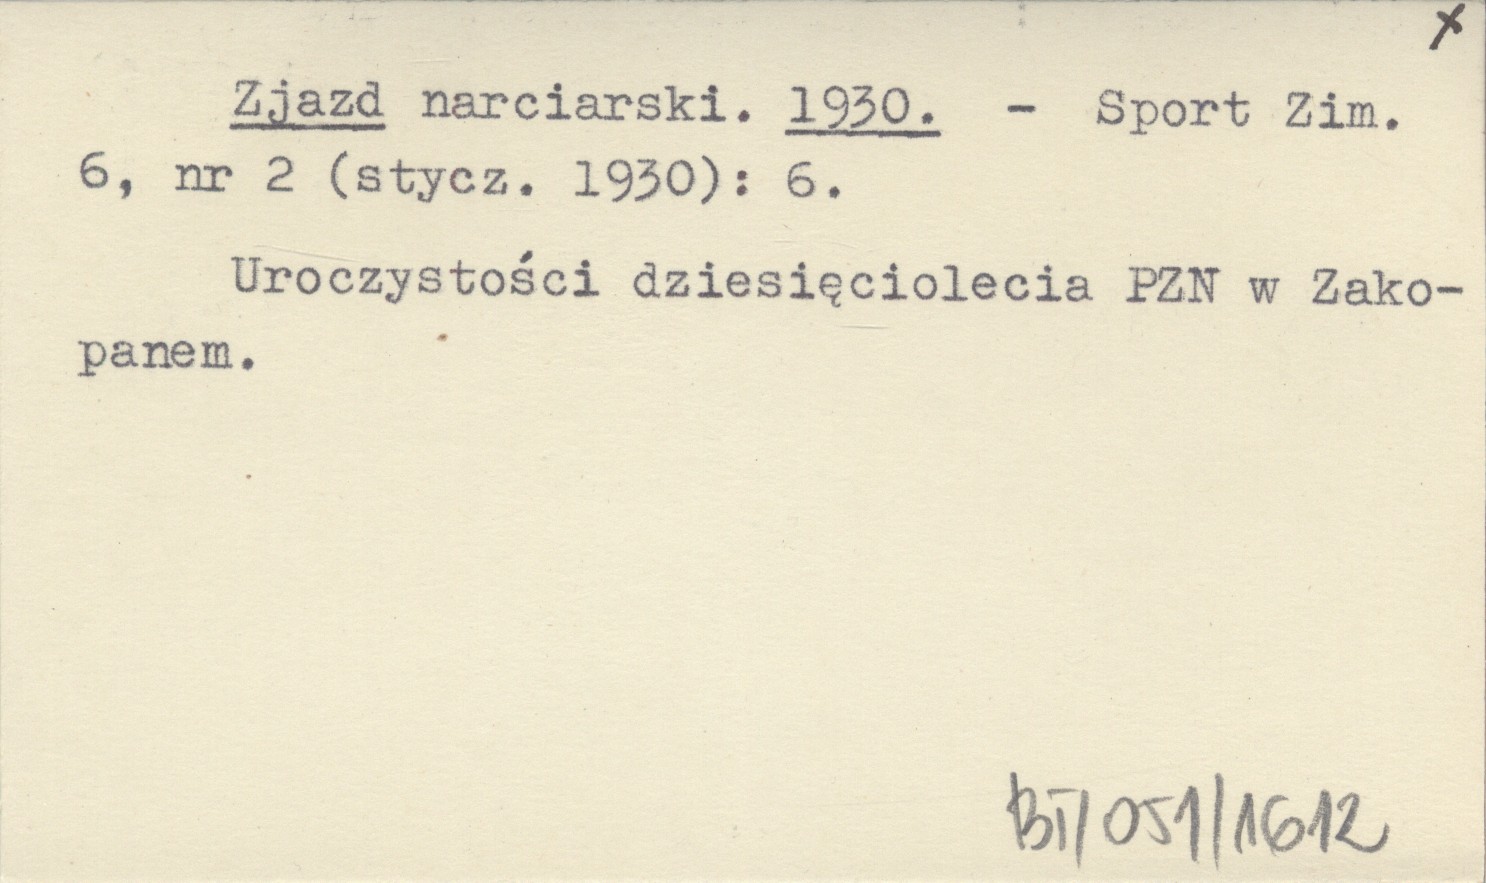 x
Zjazd narciarski. 1930. - Sport Zim.
6, nr 2 (stycz. 1930): 6.
Uroczystości dziesięciolecia PZN w Zako-
panem.
BT/051/1612